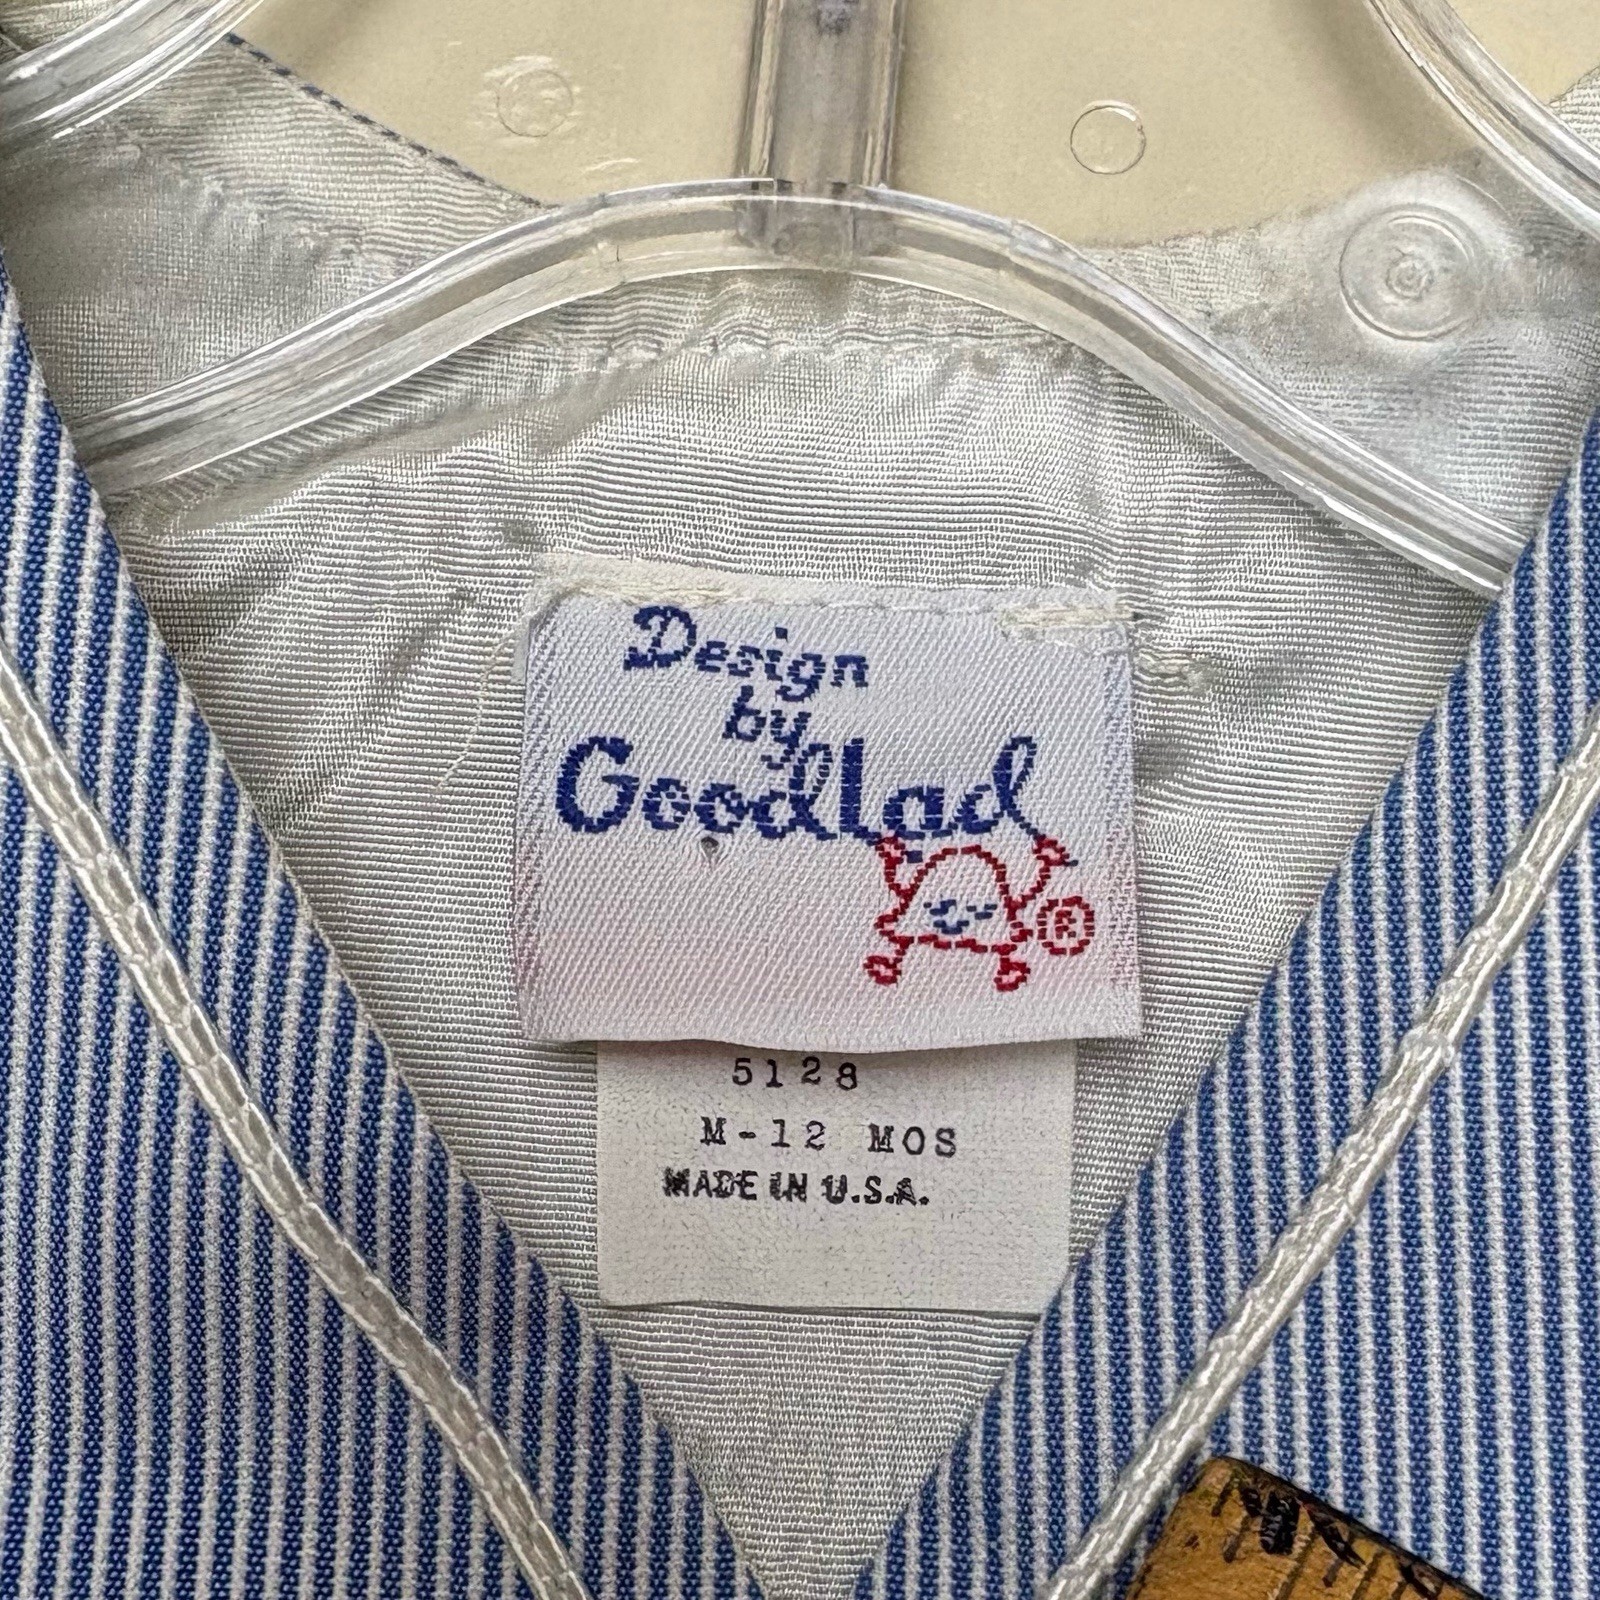 Design
by
Goodlad
®
5128
M-12 MOS
MADE IN U.S.A.